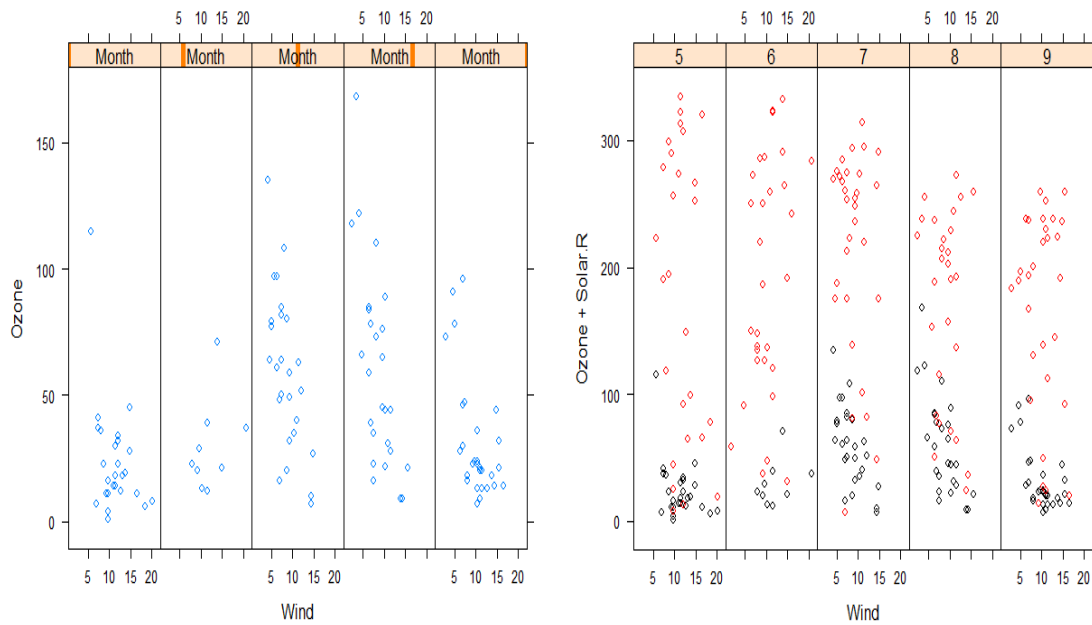 5 10 15 20
Month Month Month Month Month
150
100
50
0
Ozone
5 10 15 20 5 10 15 20 5 10 15 20
Wind
5 10 15 20 5 10 15 20
5 6 7 8 9
300
200
100
0
Ozone + Solar.R
5 10 15 20 5 10 15 20 5 10 15 20
Wind